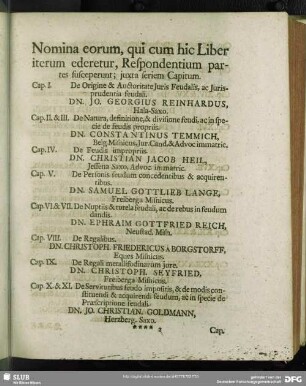 Nomina eorum, qui cum hic Liber
iterum ederetur, Respondentium par-
tes susceperunt; juxta seriem Capitum.
Cap. I. De Origine & Auctoritate Juris Feudalis, ac Juris-
prudentia feudali.
DN. JO. GEORGIUS REINHARDUS,
Hala-Saxo.
Cap. II. & III. De Natura, definitione, & divisione feudi, ac in spe-
cie de feudis propriis.
DN. CONSTANTINUS TEMMICH,
Belg. Misnicus, Jur. Cand. & Advoc. immatric.
Cap. IV. De Feudis impropriis.
DN. CHRISTIAN JACOB HEIL,
Jessena Saxo, Advoc. immatric.
Cap. V. De Personis feudum concedentibus & acquiren-
tibus.
DN. SAMUEL GOTTLIEB LANGE,
Freiberga Misnicus.
Cap. VI. & VII. De Nuptiis & tutela feudali, ac de rebus in feudum
dandis.
DN. EPHRAIM GOTTFRIED REICH,
Neustad. Misn.
Cap. VIII. De Regalibus.
DN. CHRISTOPH. FRIEDERICUS à BORGSTORFF,
Eques Misnicus.
Cap. IX. De Regali metallifodinarum jure.
DN. CHRISTOPH. SEYFRIED,
Freiberga-Misnicus.
Cap. X. & XI. De Servitutibus feudo impositis, & de modis con-
stituendi & acquirendi feudum, & in specie de
Præscriptione feudali.
DN. JO. CHRISTIAN. GOLDMANN,
Herzberg. Saxo.
**** 2
Cap.
SLUB